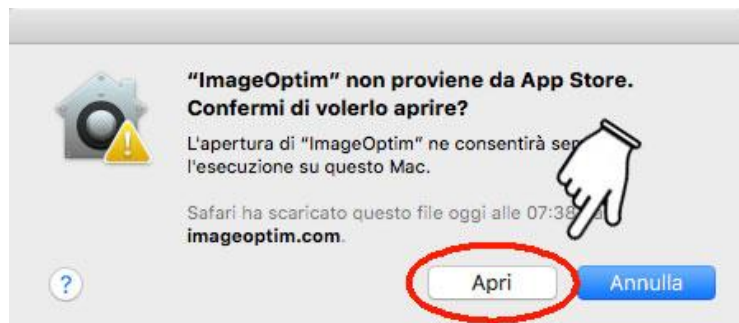 “ImageOptim” non proviene da App Store.
Confermi di volerlo aprire?
L'apertura di “ImageOptim” ne consentirà
l'esecuzione su questo Mac.
Safari ha scaricato questo file oggi alle 07:38
imageoptim.com.
?
Apri
Annulla